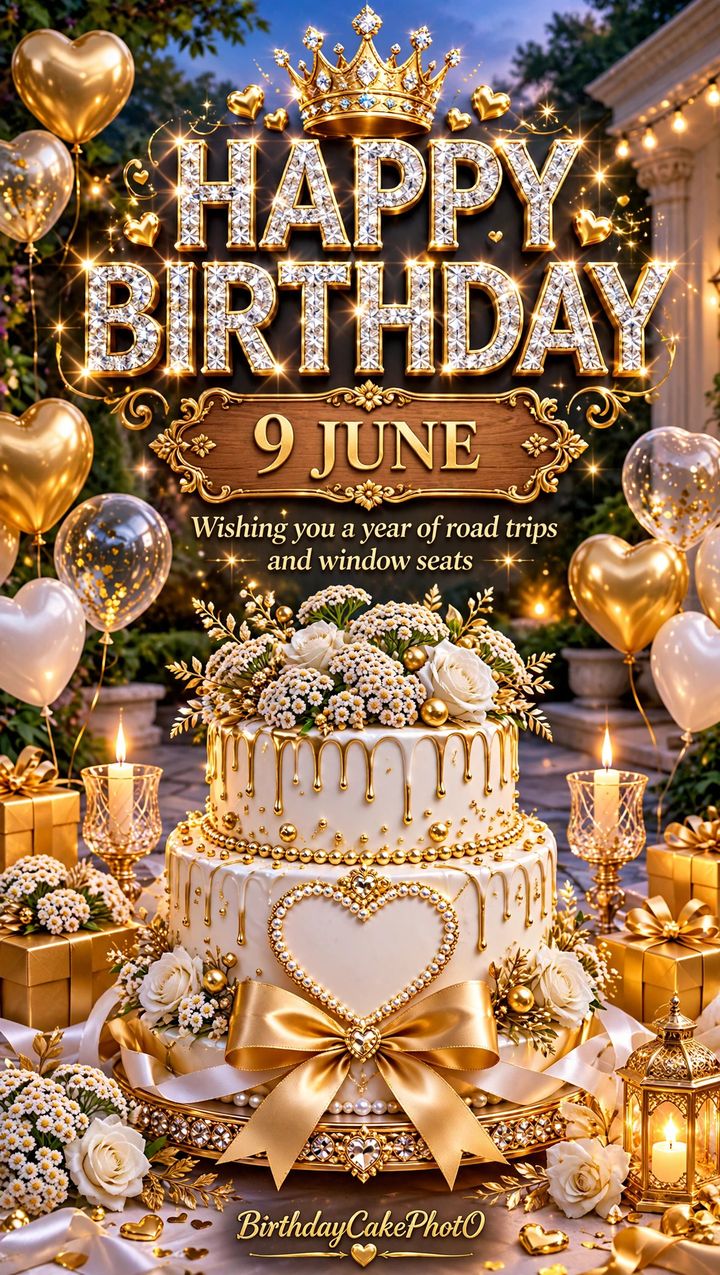 HAPPY
BIRTHDAY
9 JUNE
Wishing you a year of road trips
and window seats
BirthdayCakePhotO